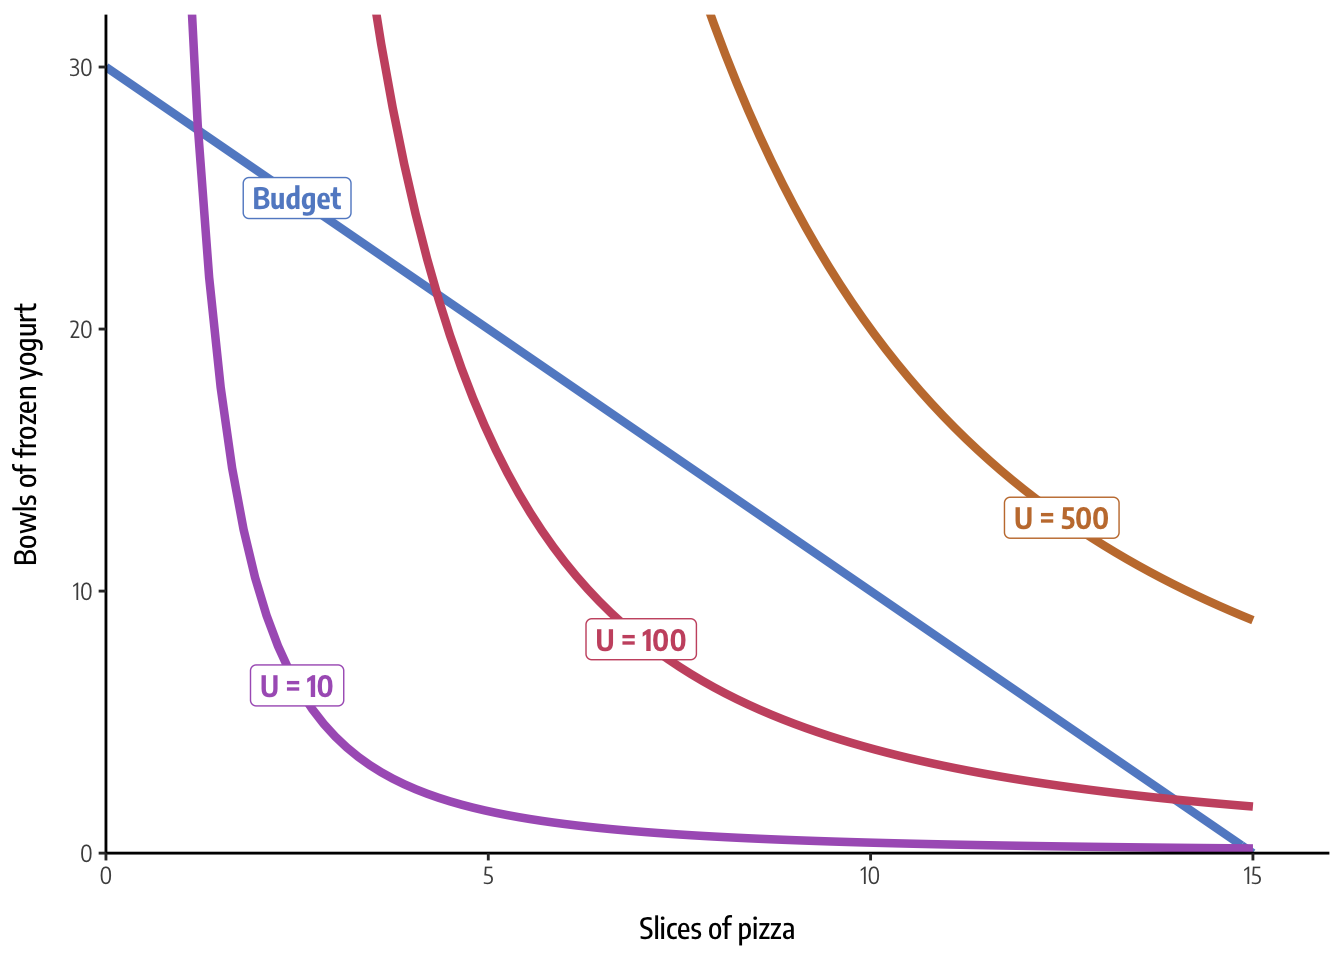 30
20
10
0
Bowls of frozen yogurt
Budget
U = 500
U = 100
U = 10
0
5
10
15
Slices of pizza